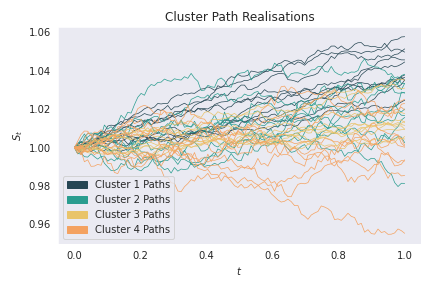 Cluster Path Realisations
1.06
1.04
1.02
1.00
0.98
0.96
S_t
Cluster 1 Paths
Cluster 2 Paths
Cluster 3 Paths
Cluster 4 Paths
0.0 0.2 0.4 0.6 0.8 1.0
t